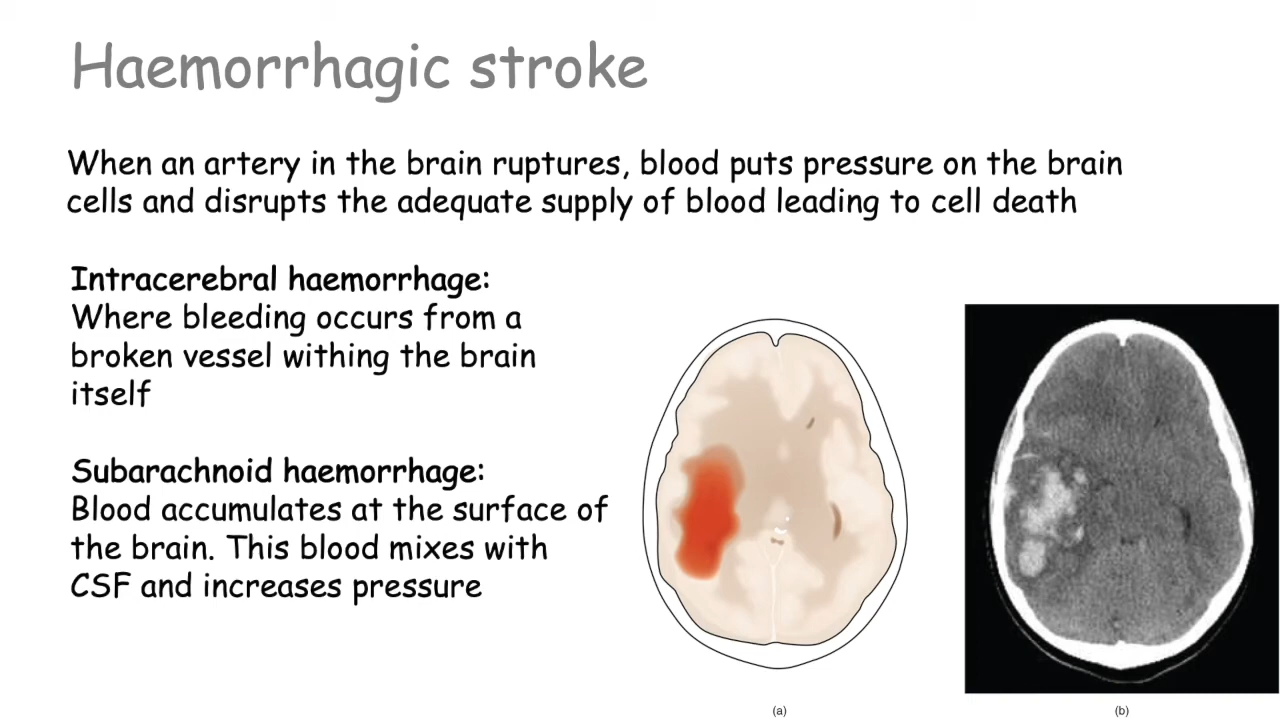 Haemorrhagic stroke
When an artery in the brain ruptures, blood puts pressure on the brain
cells and disrupts the adequate supply of blood leading to cell death
Intracerebral haemorrhage:
Where bleeding occurs from a
broken vessel withing the brain
itself
Subarachnoid haemorrhage:
Blood accumulates at the surface of
the brain. This blood mixes with
CSF and increases pressure
(a)
(b)